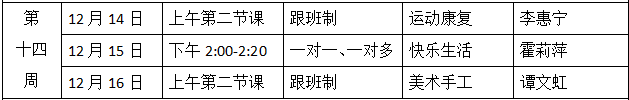 第十四周
12月14日 上午第二节课 跟班制 运动康复 李惠宁
12月15日 下午2:00-2:20 一对一、一对多 快乐生活 霍莉萍
12月16日 上午第二节课 跟班制 美术手工 谭文虹